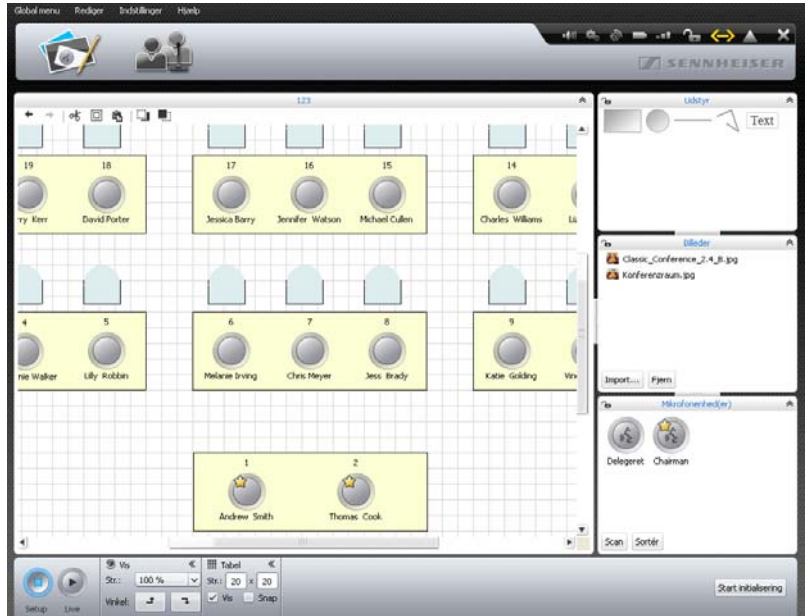 Global menu Rediger Indstillinger Hjælp
SENNHEISER
123
19 18 17 16 15 14
ry Kerr David Porter Jessica Barry Jennifer Watson Michael Cullen Charles Williams
4 5 6 7 8 9
nie Walker Lilly Robbin Melanie Irving Chris Meyer Jess Brady Katie Golding
1 2
Andrew Smith Thomas Cook
Udstyr
Text
Billeder
Classic_Conference_2.4_B.jpg
Konferenzraum.jpg
Import... Fjern
Mikrofonenhed(er)
Delegeret Chairman
Scan Sortér
Vis Tabel
Str.: 100 % Str.: 20 x 20
Vinkel: Vis Snap
Setup Live
Start initialisering